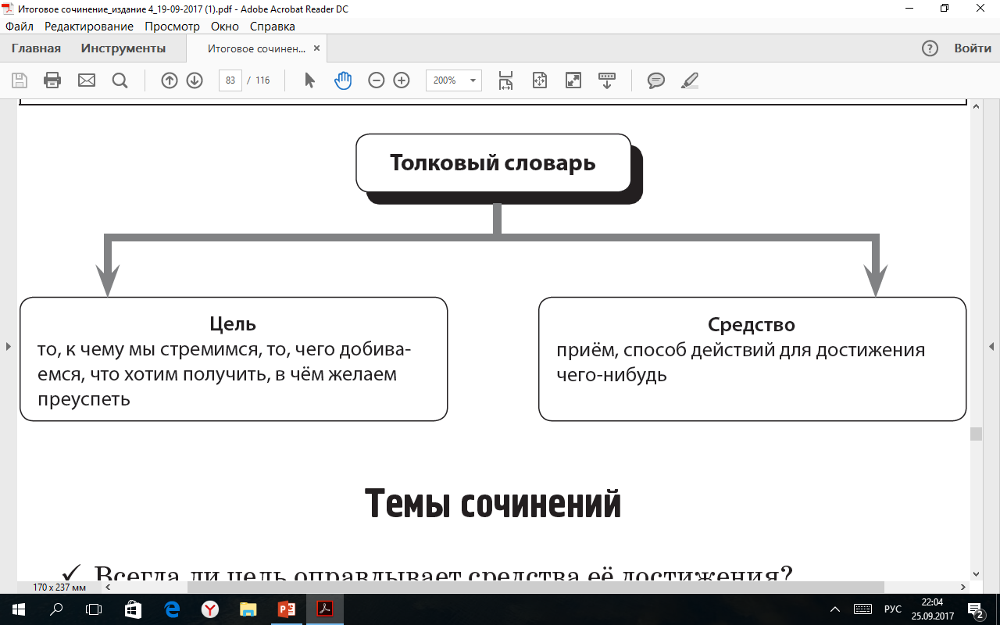 Итоговое сочинение_издание 4_19-09-2017 (1).pdf - Adobe Acrobat Reader DC
Файл Редактирование Просмотр Окно Справка
Главная Инструменты Итоговое сочинен... × ? Войти
83 / 116 200%
Толковый словарь
Цель
то, к чему мы стремимся, то, чего добива-
емся, что хотим получить, в чём желаем
преуспеть
Средство
приём, способ действий для достижения
чего-нибудь
Темы сочинений
✓ Всегда ли цель оправдывает средства её достижения?
170 x 237 мм
РУС
22:04
25.09.2017
2